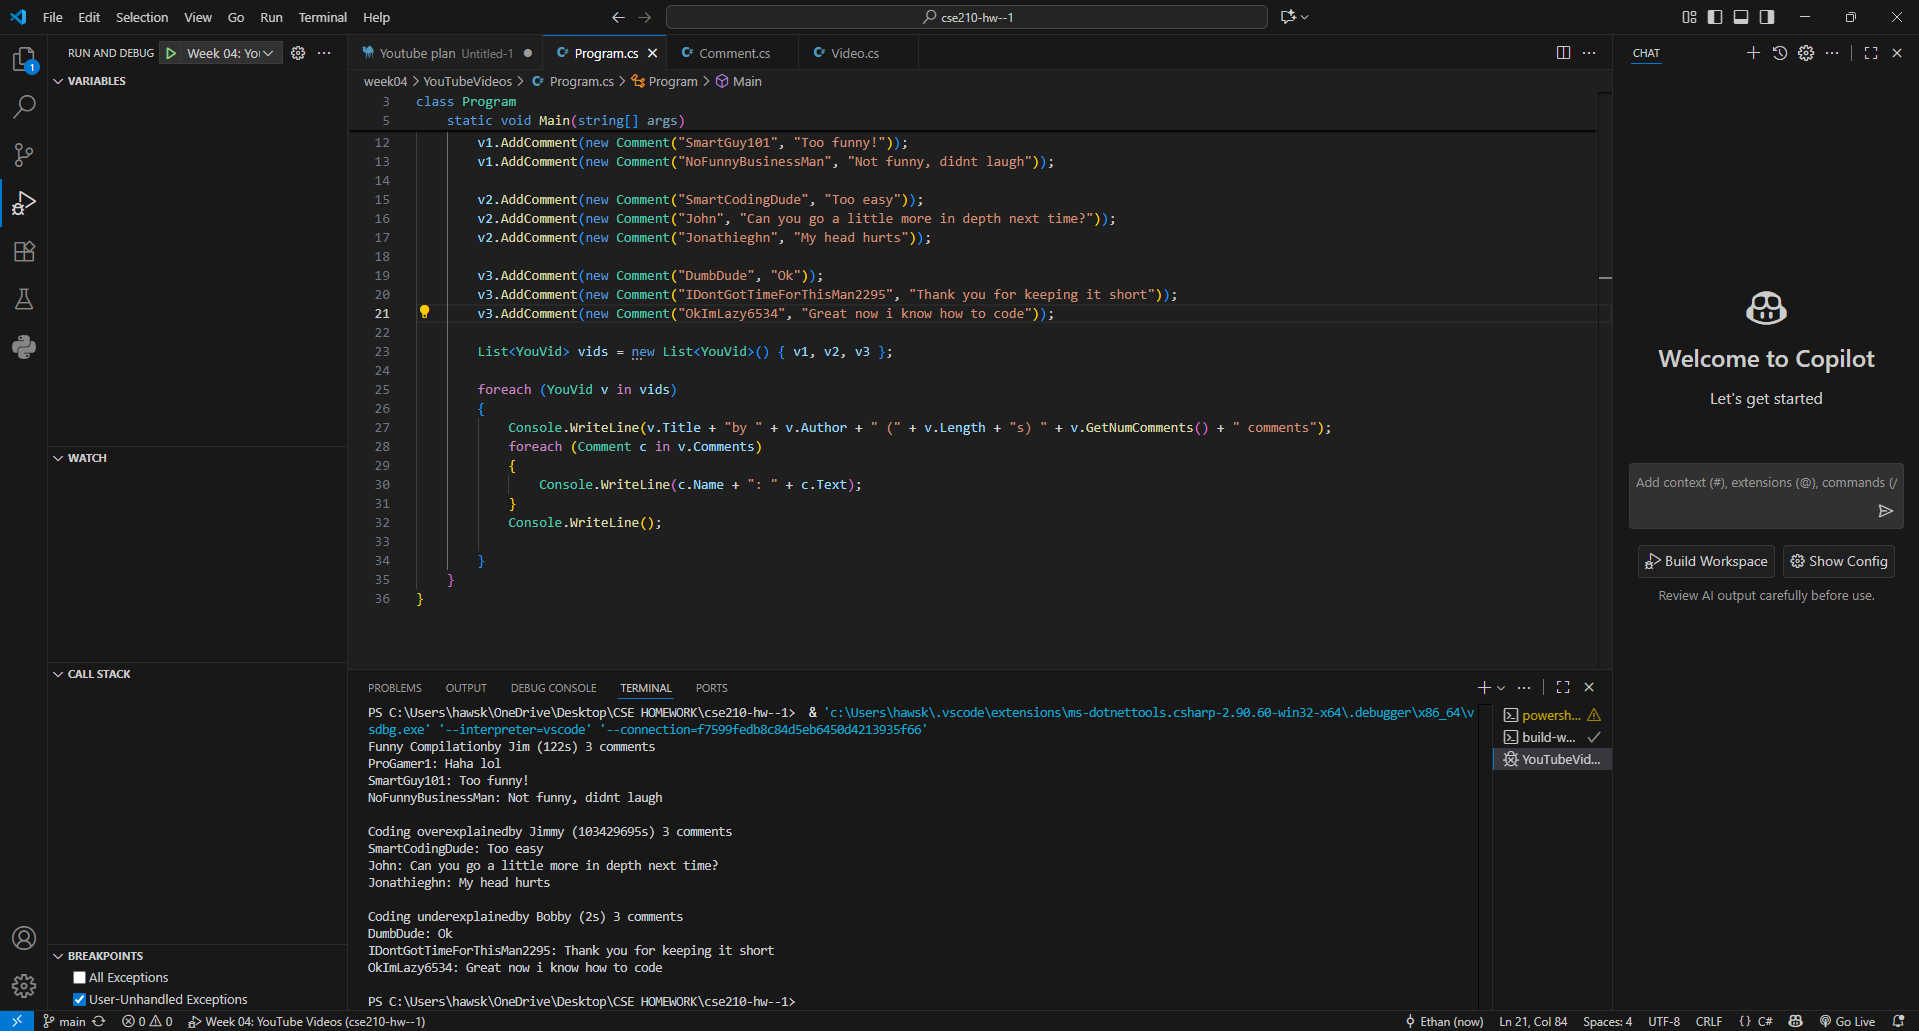 File Edit Selection View Go Run Terminal Help
cse210-hw--1
RUN AND DEBUG
Week 04: You
Youtube plan Untitled-1
Program.cs
Comment.cs
Video.cs
CHAT
1
VARIABLES
week04 > YouTubeVideos > Program.cs > Program > Main
3 class Program
5 static void Main(string[] args)
12 v1.AddComment(new Comment("SmartGuy101", "Too funny!"));
13 v1.AddComment(new Comment("NoFunnyBusinessMan", "Not funny, didnt laugh"));
14
15 v2.AddComment(new Comment("SmartCodingDude", "Too easy"));
16 v2.AddComment(new Comment("John", "Can you go a little more in depth next time?"));
17 v2.AddComment(new Comment("Jonathieghn", "My head hurts"));
18
19 v3.AddComment(new Comment("DumbDude", "Ok"));
20 v3.AddComment(new Comment("IDontGotTimeForThisMan2295", "Thank you for keeping it short"));
21 v3.AddComment(new Comment("OkImLazy6534", "Great now i know how to code"));
22
23 List<YouVid> vids = new List<YouVid>() { v1, v2, v3 };
24
25 foreach (YouVid v in vids)
26 {
27 Console.WriteLine(v.Title + "by " + v.Author + " (" + v.Length + "s) " + v.GetNumComments() + " comments");
28 foreach (Comment c in v.Comments)
29 {
30 Console.WriteLine(c.Name + ": " + c.Text);
31 }
32 Console.WriteLine();
33
34 }
35 }
36 }
WATCH
CALL STACK
BREAKPOINTS
All Exceptions
User-Unhandled Exceptions
Welcome to Copilot
Let's get started
Add context (#), extensions (@), commands (/
Build Workspace
Show Config
Review AI output carefully before use.
PROBLEMS OUTPUT DEBUG CONSOLE TERMINAL PORTS
PS C:\Users\hawsk\OneDrive\Desktop\CSE HOMEWORK\cse210-hw--1> & 'c:\Users\hawsk\.vscode\extensions\ms-dotnettools.csharp-2.90.60-win32-x64\.debugger\x86_64\v
sdbg.exe' '--interpreter=vscode' '--connection=f7599fedb8c84d5eb6450d4213935f66'
Funny Compilationby Jim (122s) 3 comments
ProGamer1: Haha lol
SmartGuy101: Too funny!
NoFunnyBusinessMan: Not funny, didnt laugh
Coding overexplainedby Jimmy (103429695s) 3 comments
SmartCodingDude: Too easy
John: Can you go a little more in depth next time?
Jonathieghn: My head hurts
Coding underexplainedby Bobby (2s) 3 comments
DumbDude: Ok
IDontGotTimeForThisMan2295: Thank you for keeping it short
OkImLazy6534: Great now i know how to code
PS C:\Users\hawsk\OneDrive\Desktop\CSE HOMEWORK\cse210-hw--1>
powersh...
build-w...
YouTubeVid...
main 0 0 Week 04: YouTube Videos (cse210-hw--1)
Ethan (now) Ln 21, Col 84 Spaces: 4 UTF-8 CRLF {} C# Go Live